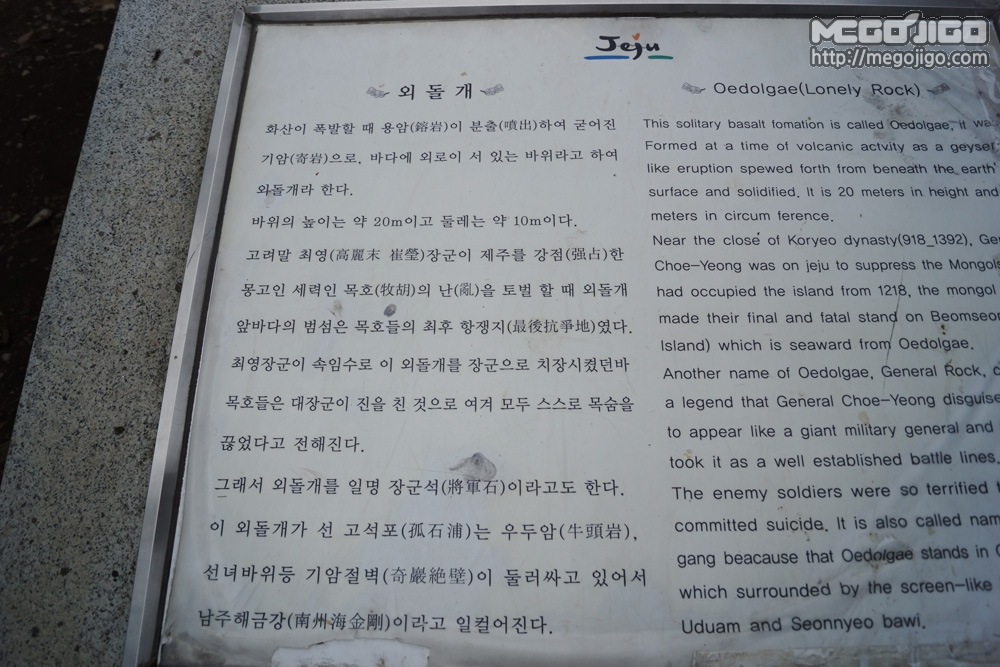 MEGOJIGO
http://megojigo.com
Jeju
외돌개
화산이 폭발할 때 용암(鎔岩)이 분출(噴出)하여 굳어진
기암(寄岩)으로, 바다에 외로이 서 있는 바위라고 하여
외돌개라 한다.
바위의 높이는 약 20m이고 둘레는 약 10m이다.
고려말 최영(高麗末 崔瑩)장군이 제주를 강점(强占)한
몽고인 세력인 목호(牧胡)의 난(亂)을 토벌 할 때 외돌개
앞바다의 범섬은 목호들의 최후 항쟁지(最後抗爭地)였다.
최영장군이 속임수로 이 외돌개를 장군으로 치장시켰던바
목호들은 대장군이 진을 친 것으로 여겨 모두 스스로 목숨을
끊었다고 전해진다.
그래서 외돌개를 일명 장군석(將軍石)이라고도 한다.
이 외돌개가 선 고석포(孤石浦)는 우두암(牛頭岩),
선녀바위등 기암절벽(奇巖絶壁)이 둘러싸고 있어서
남주해금강(南州海金剛)이라고 일컬어진다.
Oedolgae(Lonely Rock)
This solitary basalt fomation is called Oedolgae, it
Formed at a time of volcanic actvity as a geyser
like eruption spewed forth from beneath the earth
surface and solidified. It is 20 meters in height and
meters in circum ference.
Near the close of Koryeo dynasty(918_1392),
Choe-Yeong was on jeju to suppress the Mongols
had occupied the island from 1218, the mongol
made their final and fatal stand on
Island) which is seaward from Oedolgae.
Another name of Oedolgae, General Rock,
a legend that General Choe-Yeong
to appear like a giant military general and
took it as a well established battle lines.
The enemy soldiers were so terrified
committed suicide. It is also called
gang beacause that Oedolgae stands in
which surrounded by the screen-like
Uduam and Seonnyeo bawi.